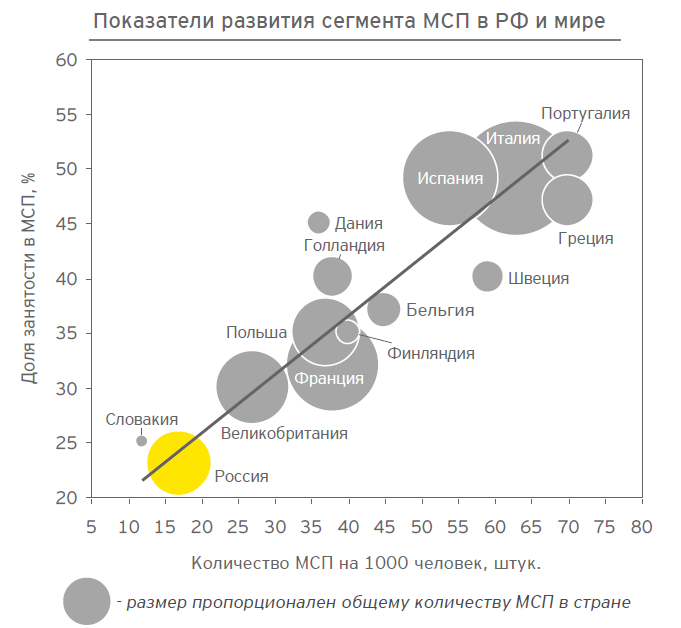 Показатели развития сегмента МСП в РФ и мире
60
55
50
45
40
35
30
25
20
Доля занятости в МСП, %
Португалия
Италия
Испания
Греция
Дания
Голландия
Швеция
Бельгия
Польша
Финляндия
Франция
Словакия
Великобритания
Россия
5 10 15 20 25 30 35 40 45 50 55 60 65 70 75 80
Количество МСП на 1000 человек, штук.
- размер пропорционален общему количеству МСП в стране